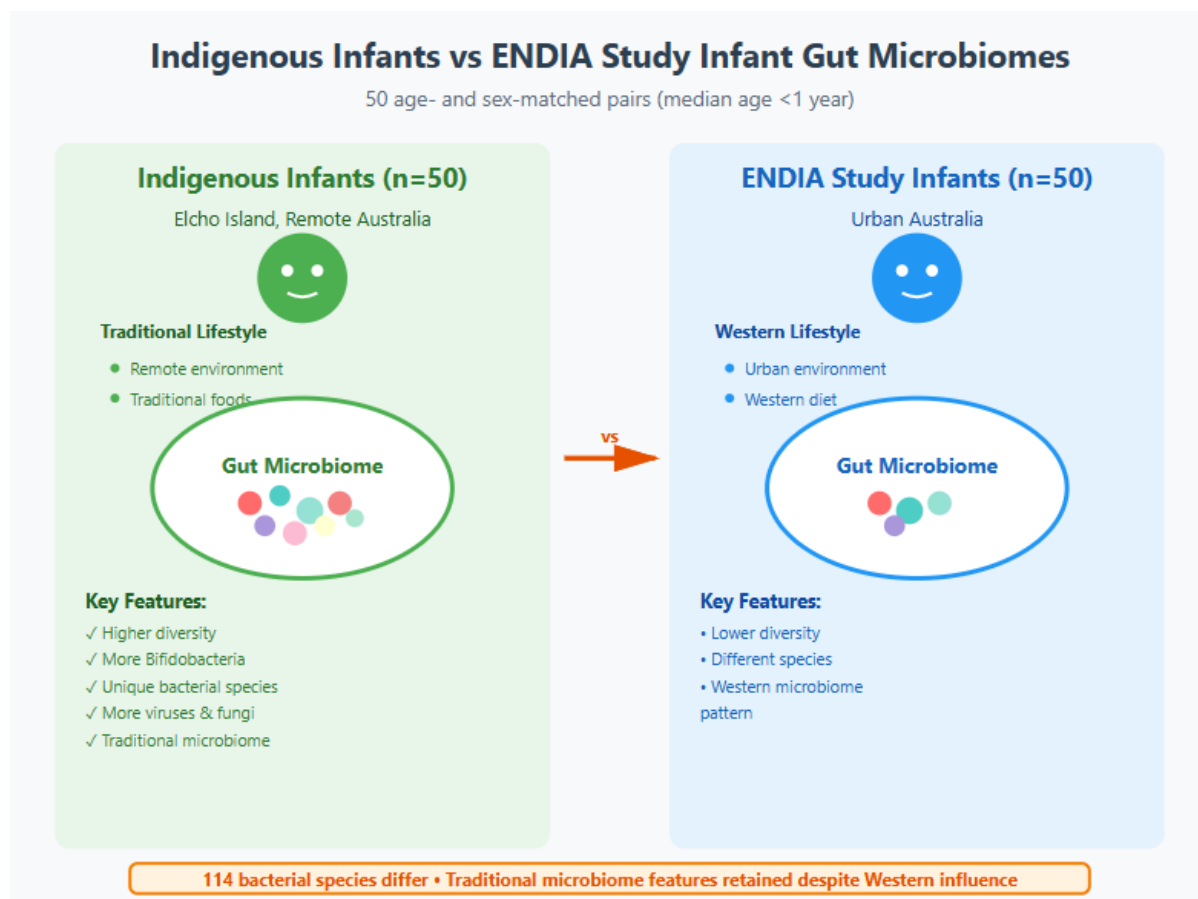 Indigenous Infants vs ENDIA Study Infant Gut Microbiomes
50 age- and sex-matched pairs (median age <1 year)
Indigenous Infants (n=50)
Elcho Island, Remote Australia
Traditional Lifestyle
● Remote environment
● Traditional foods
Gut Microbiome
Key Features:
✓ Higher diversity
✓ More Bifidobacteria
✓ Unique bacterial species
✓ More viruses & fungi
✓ Traditional microbiome
vs
ENDIA Study Infants (n=50)
Urban Australia
Western Lifestyle
● Urban environment
● Western diet
Gut Microbiome
Key Features:
• Lower diversity
• Different species
• Western microbiome
pattern
114 bacterial species differ • Traditional microbiome features retained despite Western influence